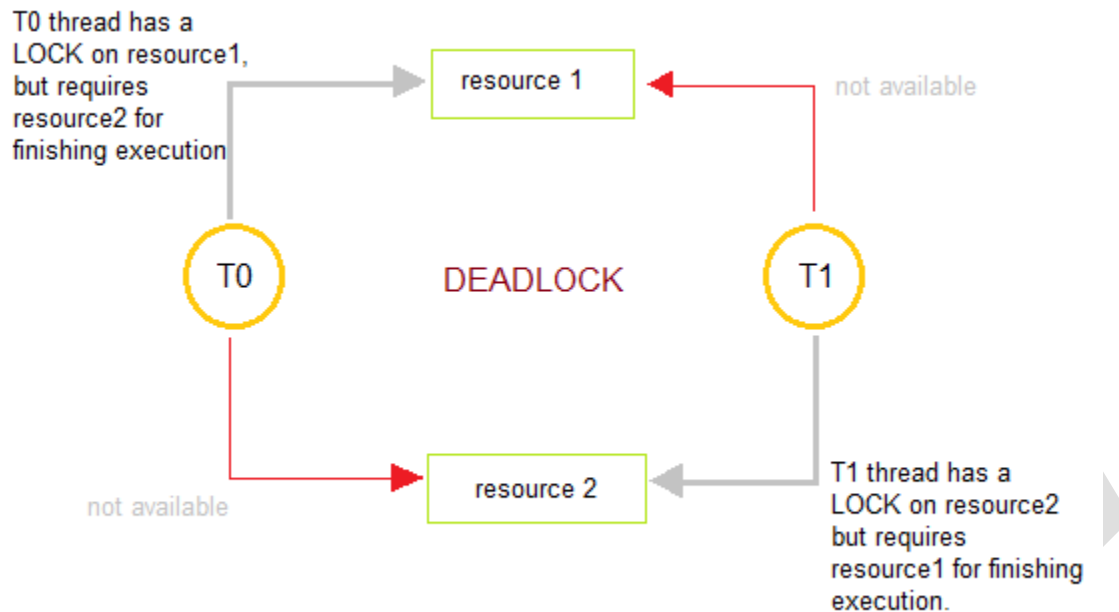 T0 thread has a
LOCK on resource1,
but requires
resource2 for
finishing execution
resource 1
not available
T0
DEADLOCK
T1
not available
resource 2
T1 thread has a
LOCK on resource2
but requires
resource1 for finishing
execution.